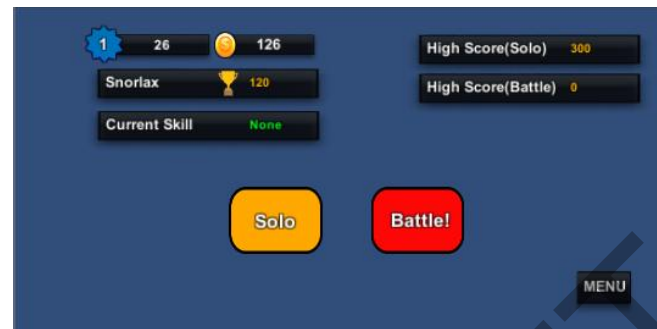 1 26 126
High Score(Solo) 300
Snorlax 120
High Score(Battle) 0
Current Skill None
Solo Battle!
MENU